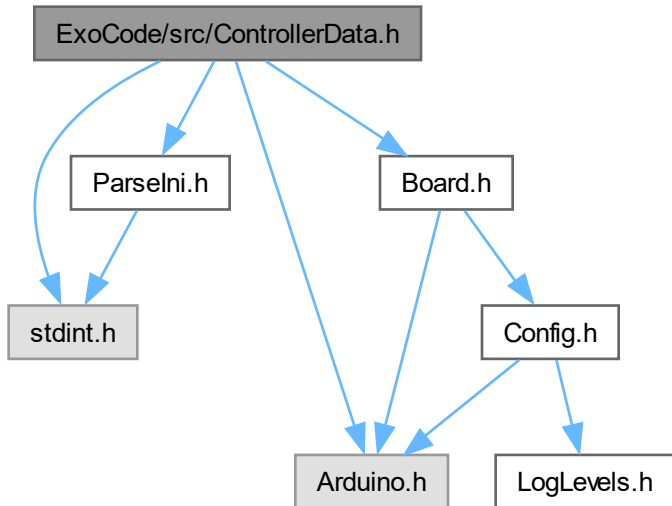 ExoCode/src/ControllerData.h
ParseIni.h
Board.h
stdint.h
Config.h
Arduino.h
LogLevels.h